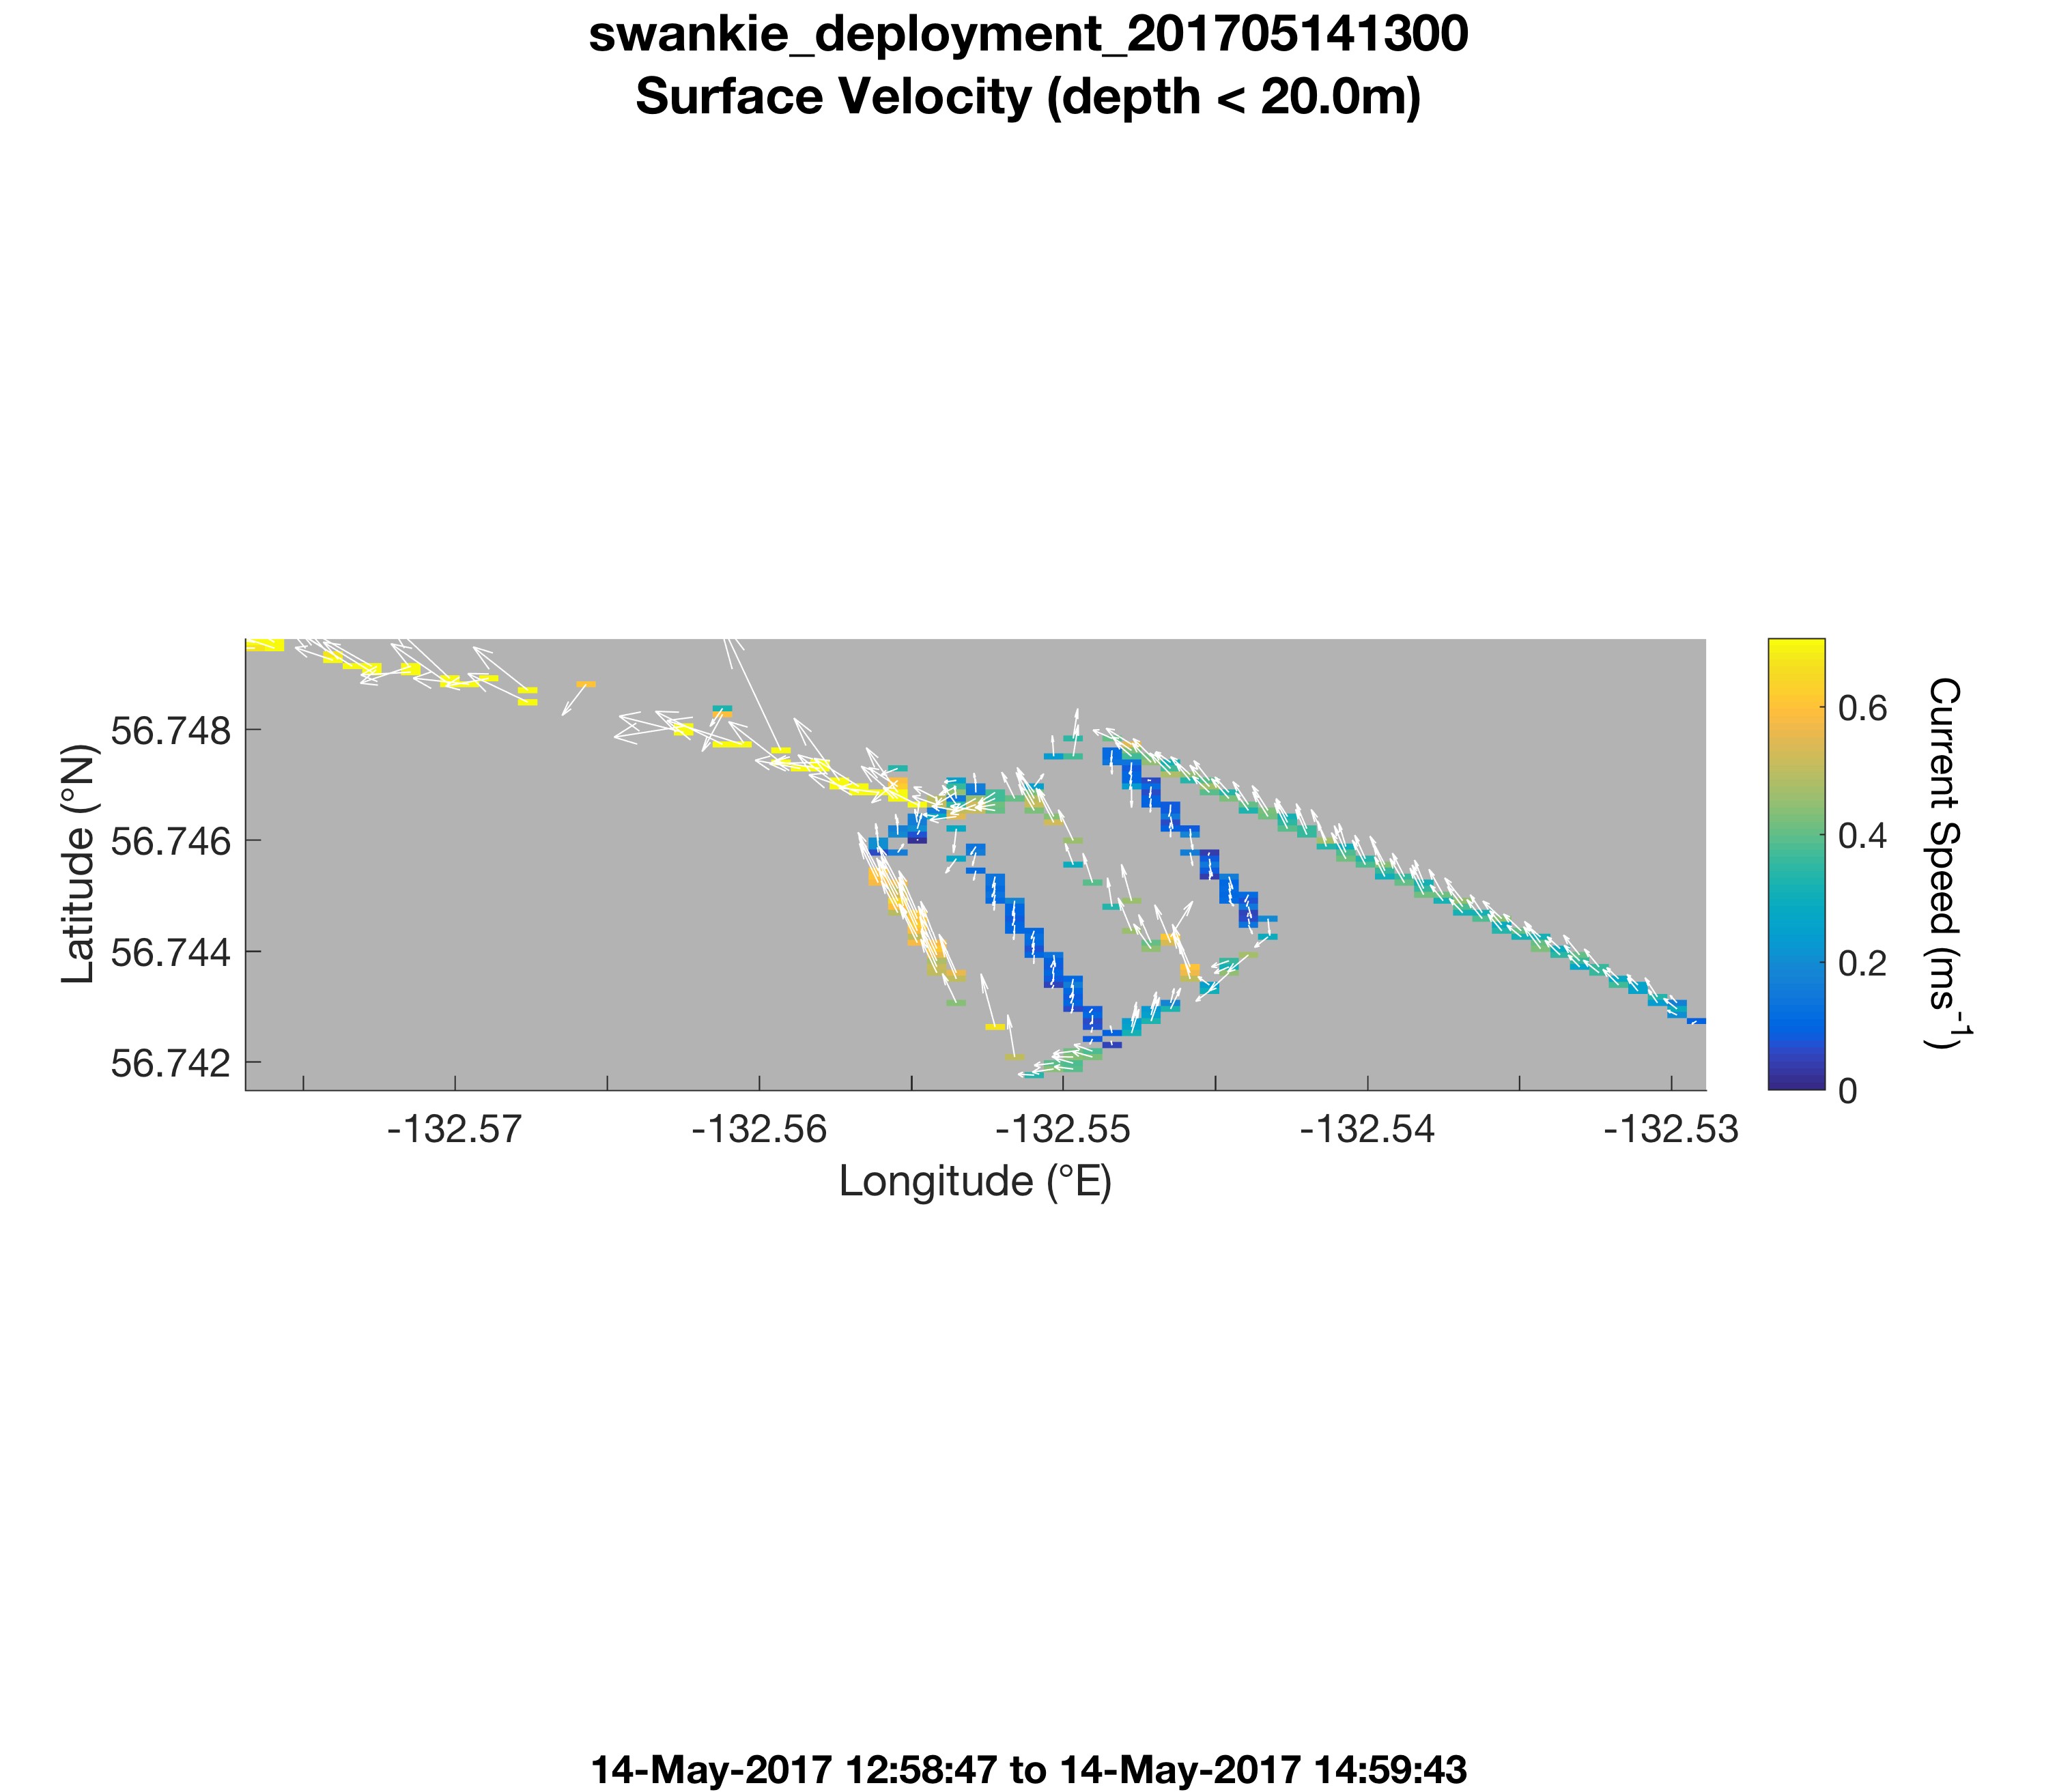 swankie_deployment_201705141300
Surface Velocity (depth < 20.0m)
56.748
56.746
56.744
56.742
Latitude (°N)
-132.57
-132.56
-132.55
-132.54
-132.53
Longitude (°E)
0.6
0.4
0.2
0
Current Speed (ms-1)
14-May-2017 12:58:47 to 14-May-2017 14:59:43